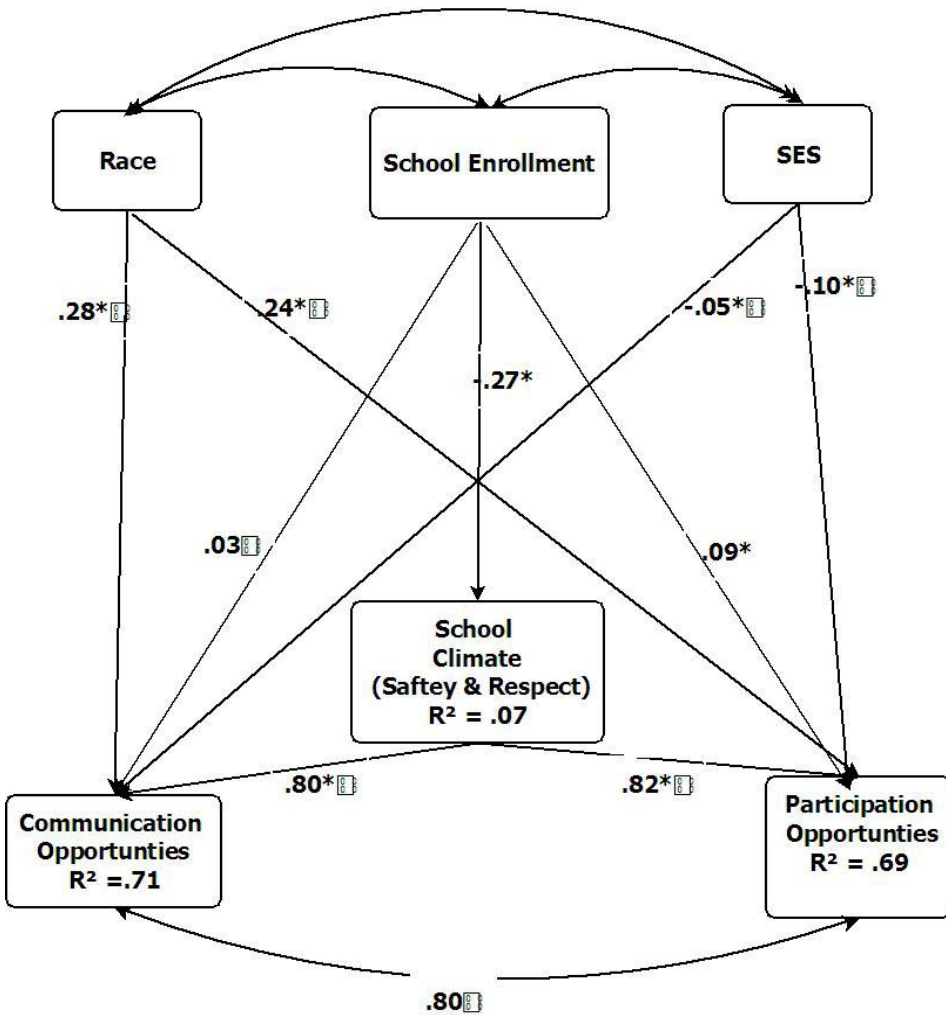 Race
School Enrollment
SES
.28*
.24*
-.05*
-.10*
-.27*
.03
.09*
School
Climate
(Saftey & Respect)
R² = .07
.80*
.82*
Communication
Opportunties
R² =.71
Participation
Opportunties
R² = .69
.80